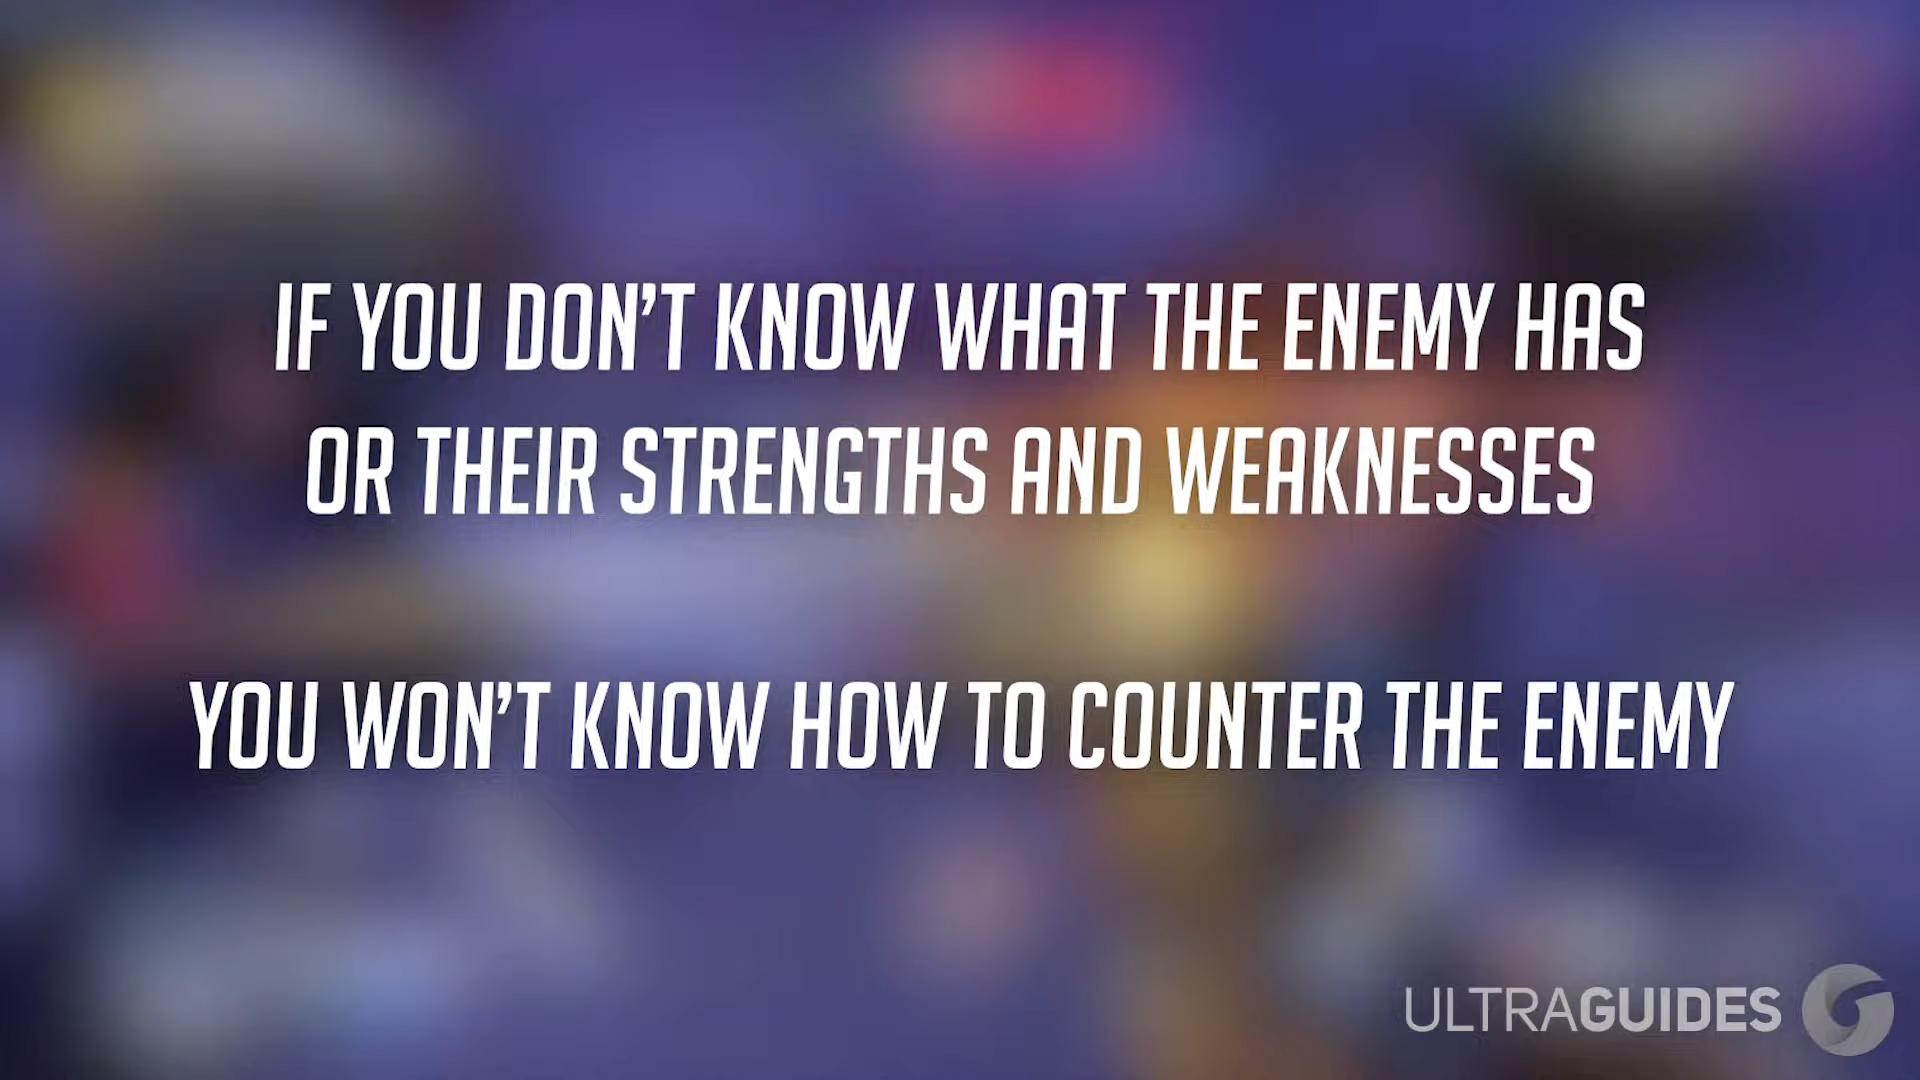 IF YOU DON'T KNOW WHAT THE ENEMY HAS
OR THEIR STRENGTHS AND WEAKNESSES
YOU WON'T KNOW HOW TO COUNTER THE ENEMY
ULTRAGUIDES